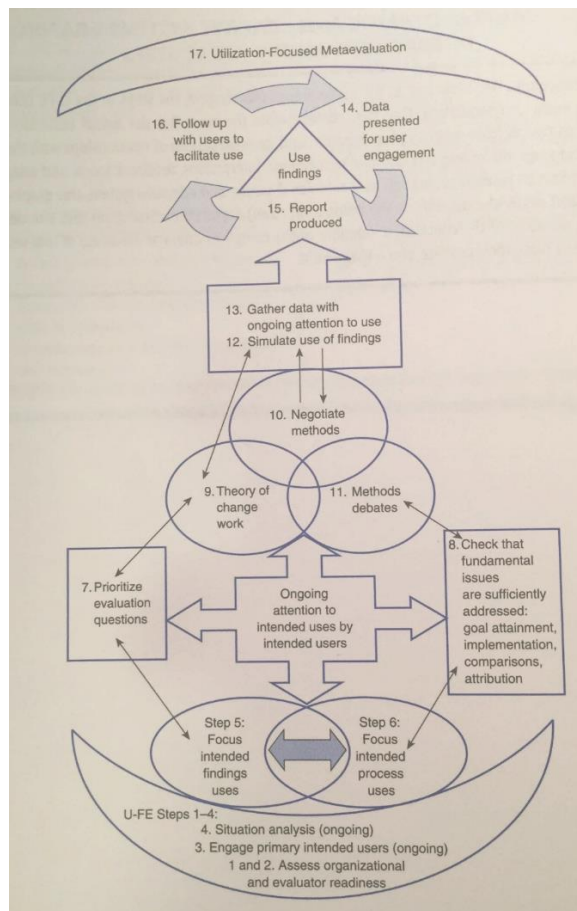 17. Utilization-Focused Metaevaluation
16. Follow up
with users to
facilitate use
14. Data
presented
for user
engagement
Use
findings
15. Report
produced
13. Gather data with
ongoing attention to use
12. Simulate use of findings
10. Negotiate
methods
9. Theory of
change
work
11. Methods
debates
7. Prioritize
evaluation
questions
8. Check that
fundamental
issues
are sufficiently
addressed:
goal attainment,
implementation,
comparisons,
attribution
Ongoing
attention to
intended uses by
intended users
Step 5:
Focus
intended
findings
uses
Step 6:
Focus
intended
process
uses
U-FE Steps 1–4:
4. Situation analysis (ongoing)
3. Engage primary intended users (ongoing)
1 and 2. Assess organizational
and evaluator readiness